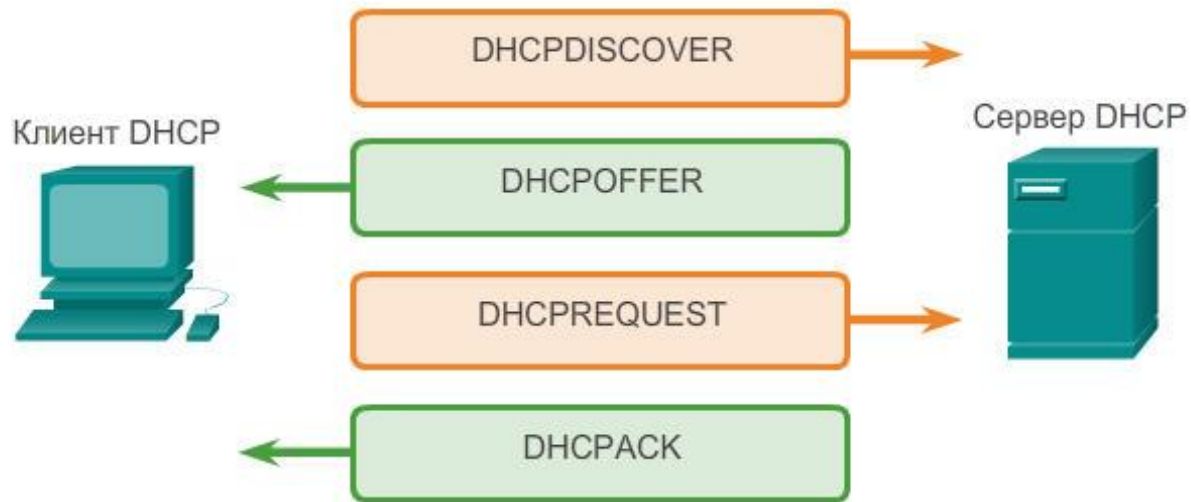 DHCPDISCOVER
Клиент DHCP
Сервер DHCP
DHCPOFFER
DHCPREQUEST
DHCPACK